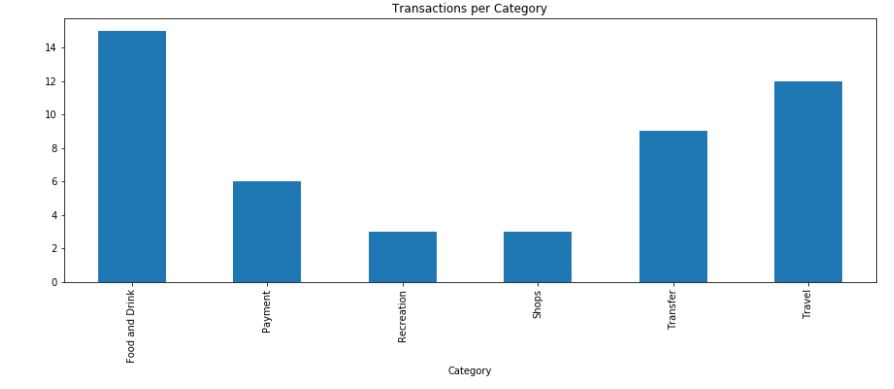 Transactions per Category
14
12
10
8
6
4
2
0
Food and Drink
Payment
Recreation
Shops
Transfer
Travel
Category